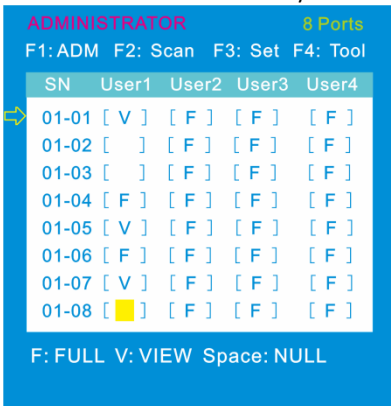 ADMINISTRATOR 8 Ports
F1: ADM F2: Scan F3: Set F4: Tool
SN User1 User2 User3 User4
01-01 [ V ] [ F ] [ F ] [ F ]
01-02 [ ] [ F ] [ F ] [ F ]
01-03 [ ] [ F ] [ F ] [ F ]
01-04 [ F ] [ F ] [ F ] [ F ]
01-05 [ V ] [ F ] [ F ] [ F ]
01-06 [ F ] [ F ] [ F ] [ F ]
01-07 [ V ] [ F ] [ F ] [ F ]
01-08 [ ] [ F ] [ F ] [ F ]
F: FULL V: VIEW Space: NULL